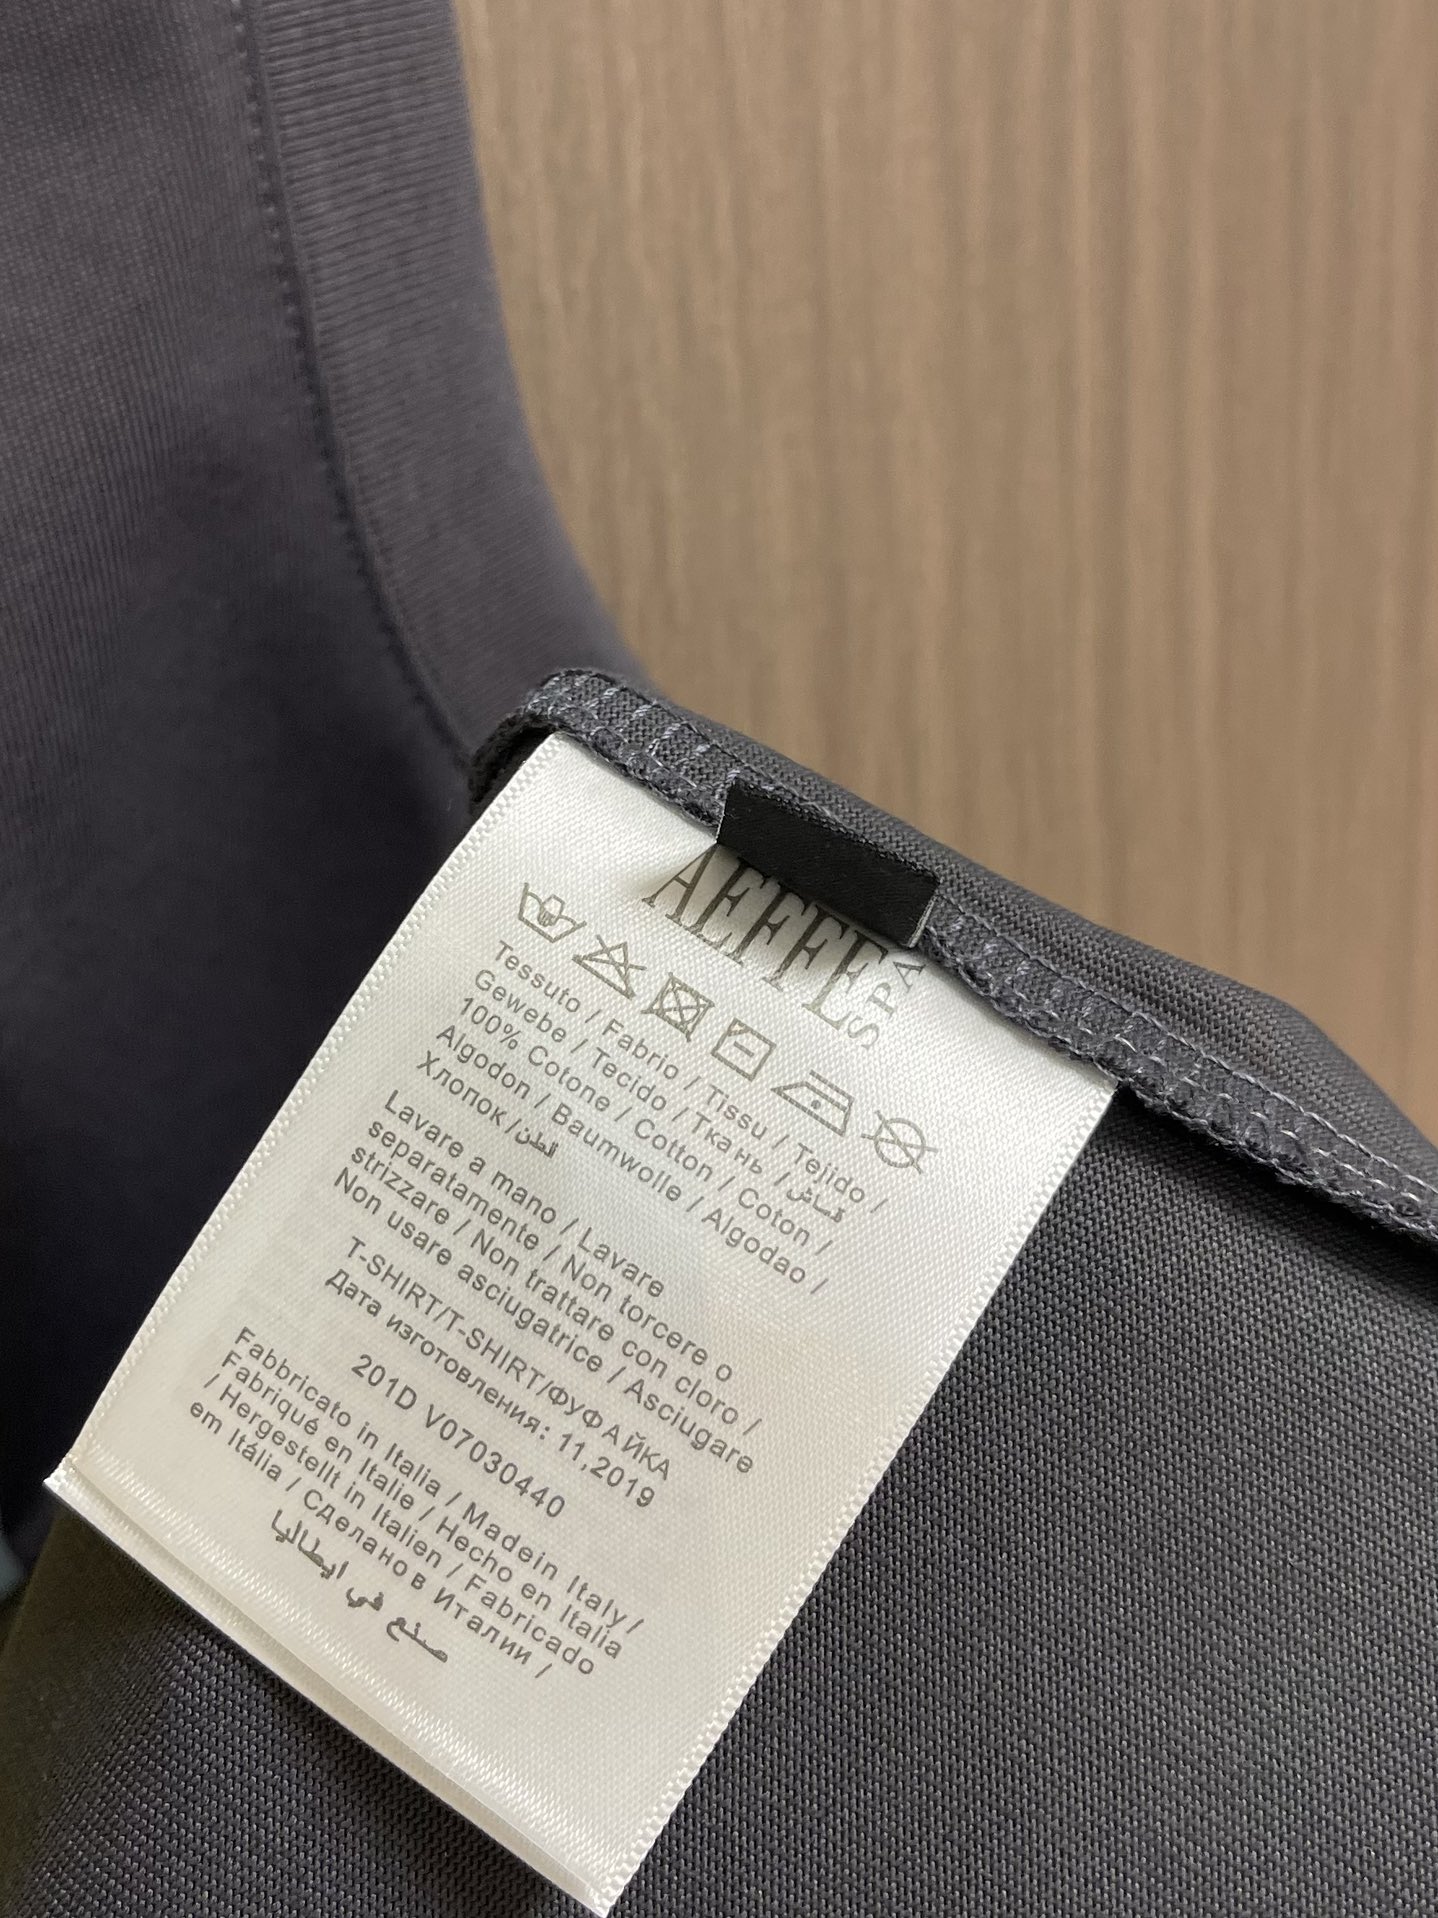 AEFFE
SPA
Tessuto / Fabrio / Tissu / Tejido /
Gewebe / Tecido / Ткань / قماش
100% Cotone / Cotton / Coton /
Algodon / Baumwolle / Algodao /
Хлопок / قطن
Lavare a mano / Lavare
separatamente / Non torcere o
strizzare / Non trattare con cloro /
Non usare asciugatrice / Asciugare
T-SHIRT/T-SHIRT/ФУФАЙКА
Дата изготовления: 11,2019
201D V07030440
Fabbricato in Italia / Madein Italy/
Fabriqué en Italie / Hecho en Italia
/ Hergestellt in Italien / Fabricado
em Itália / Сделано в Италии /
صنع في ايطاليا